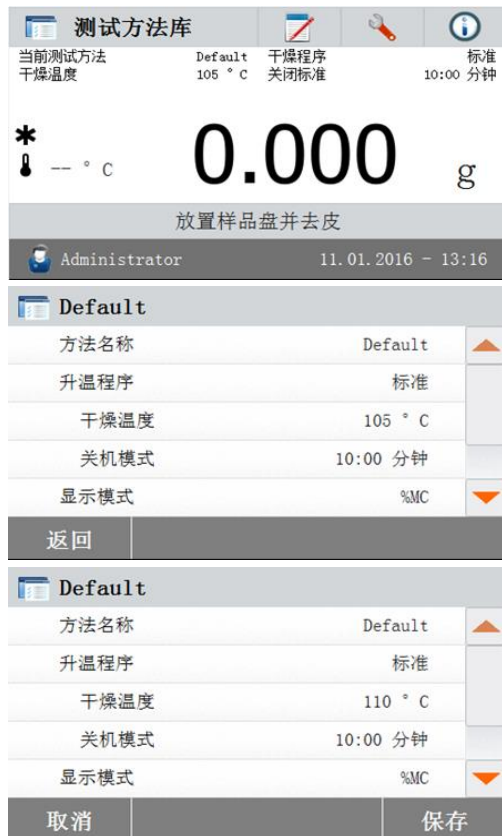 测试方法库
当前测试方法 Default 干燥程序 标准
干燥温度 105 °C 关闭标准 10:00 分钟
-- °C 0.000 g
放置样品盘并去皮
Administrator 11.01.2016 - 13:16
Default
方法名称 Default
升温程序 标准
干燥温度 105 °C
关机模式 10:00 分钟
显示模式 %MC
返回
Default
方法名称 Default
升温程序 标准
干燥温度 110 °C
关机模式 10:00 分钟
显示模式 %MC
取消 保存